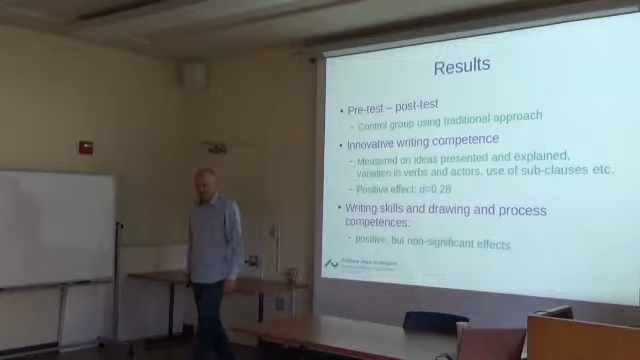 Results
• Pre-test – post-test
- Control group using traditional approach
• Innovative writing competence
- Measured on ideas presented and explained,
variation in verbs and actors, use of sub-clauses etc.
- Positive effect: d=0.28
• Writing skills and drawing and process
competences:
- positive, but non-significant effects